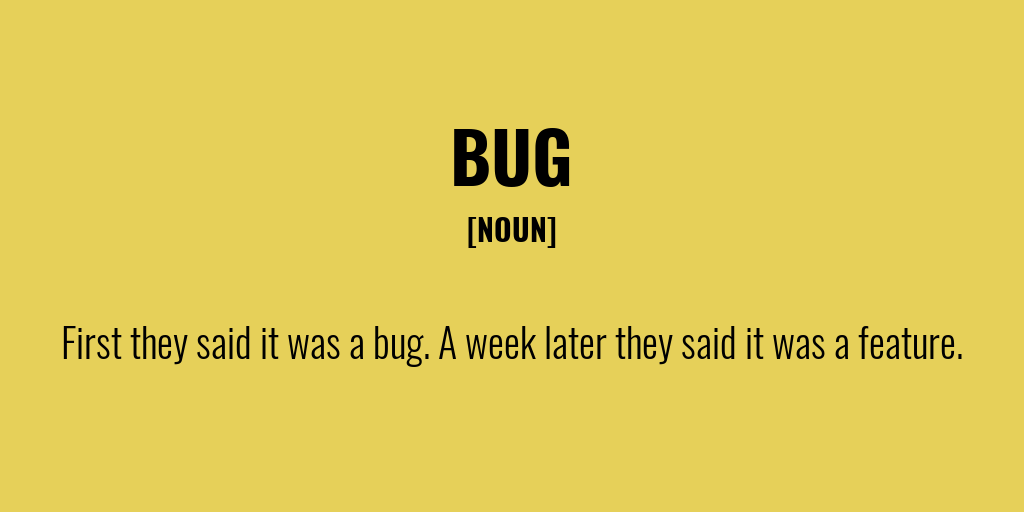 BUG
[NOUN]
First they said it was a bug. A week later they said it was a feature.